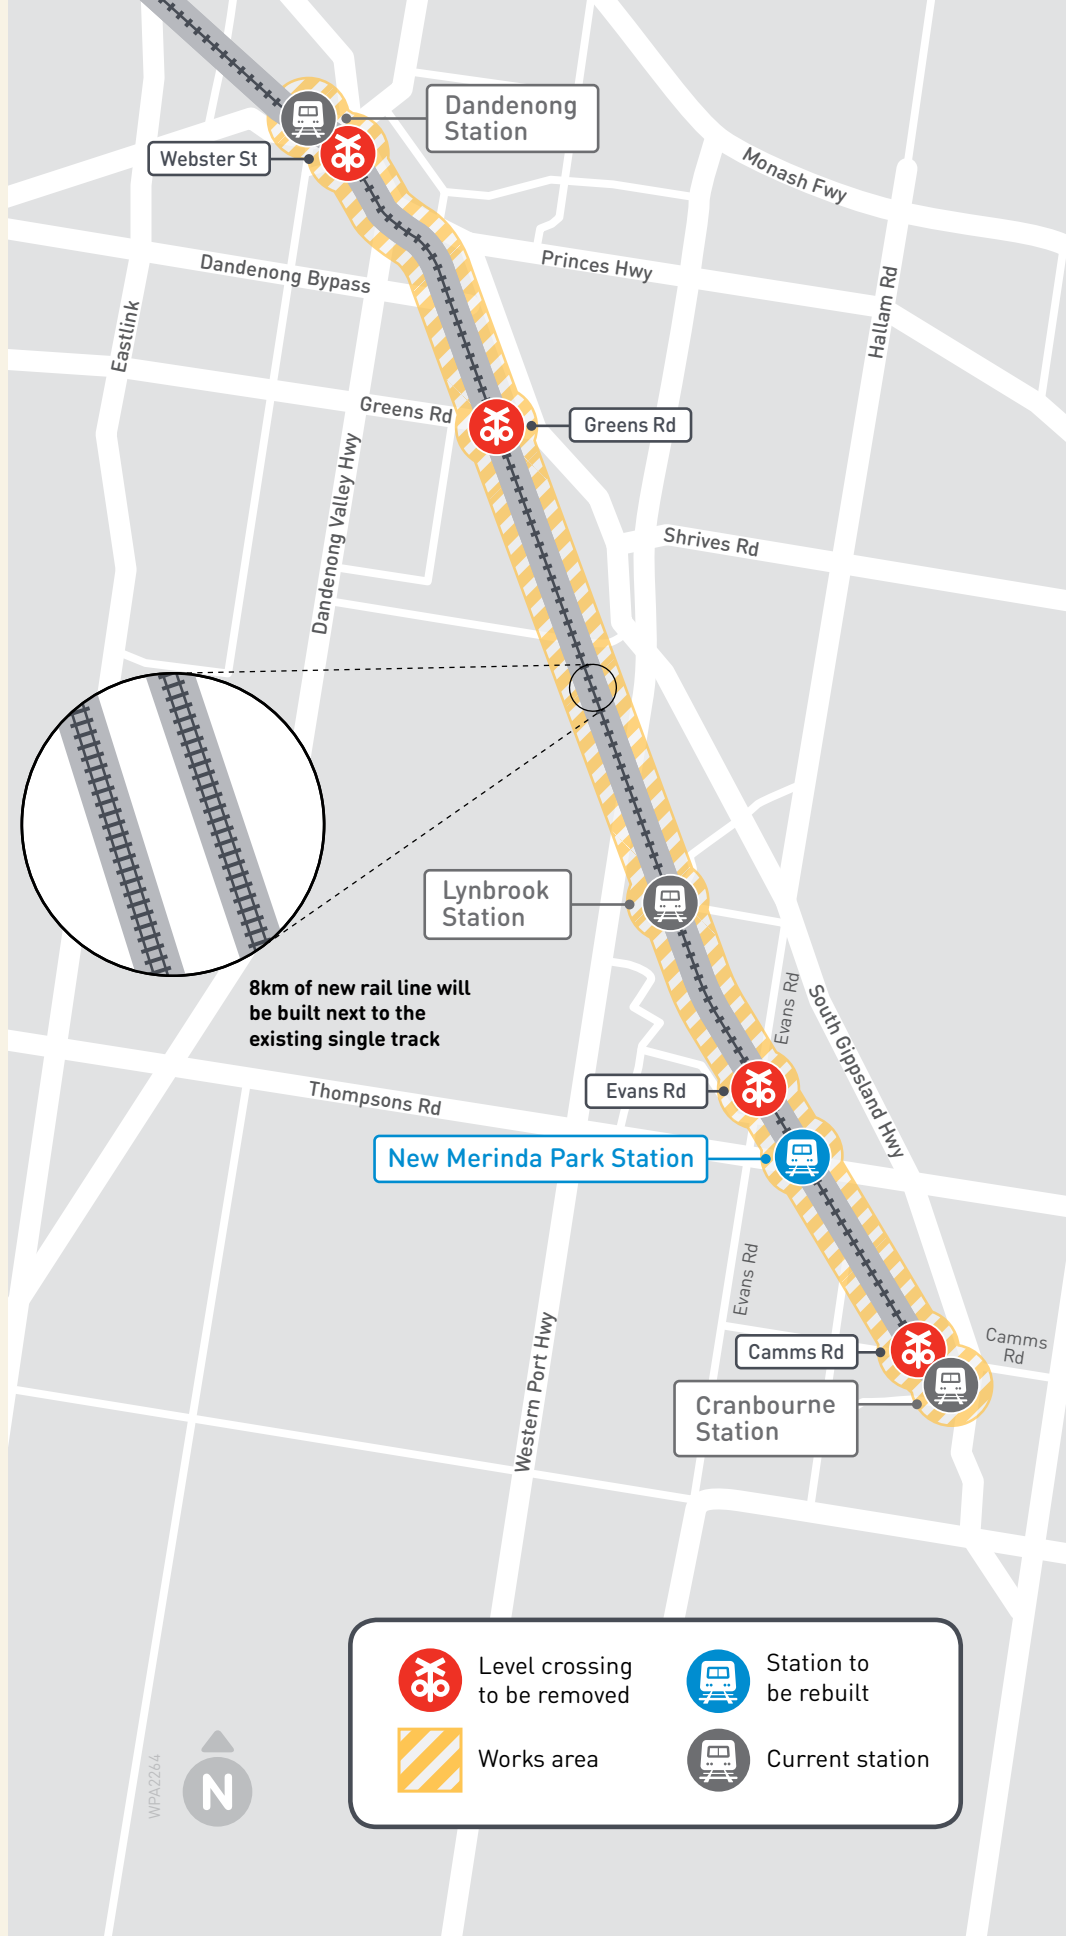 Dandenong
Station
Webster St
Monash Fwy
Princes Hwy
Dandenong Bypass
Hallam Rd
Eastlink
Greens Rd
Greens Rd
Dandenong Valley Hwy
Shrives Rd
Lynbrook
Station
8km of new rail line will
be built next to the
existing single track
Evans Rd
South Gippsland Hwy
Evans Rd
Thompsons Rd
New Merinda Park Station
Evans Rd
Western Port Hwy
Camms Rd
Camms
Rd
Cranbourne
Station
Level crossing
to be removed
Station to
be rebuilt
Works area
Current station
WPA2264
N